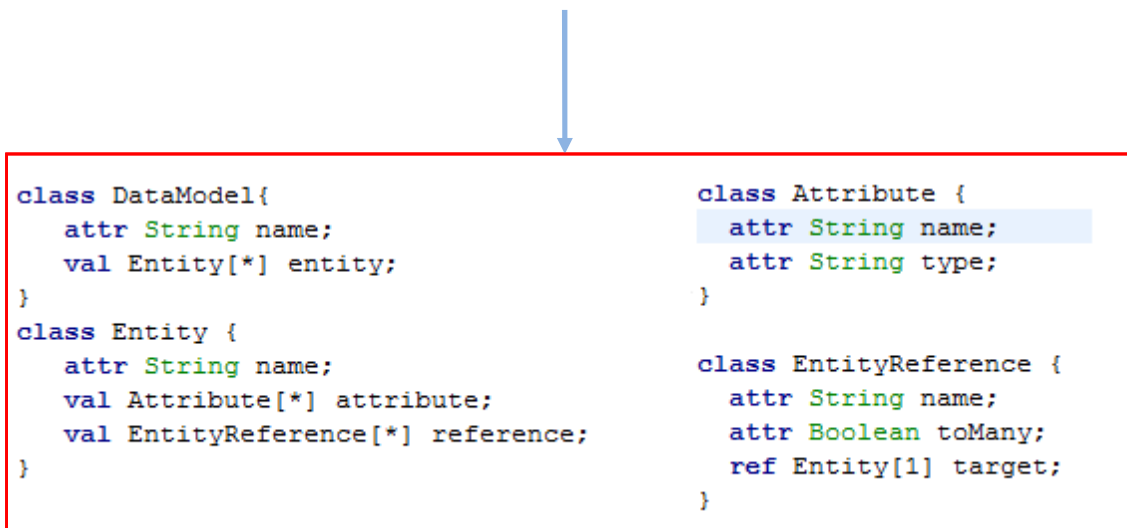 class DataModel{
attr String name;
val Entity[*] entity;
}
class Entity {
attr String name;
val Attribute[*] attribute;
val EntityReference[*] reference;
}
class Attribute {
attr String name;
attr String type;
}
class EntityReference {
attr String name;
attr Boolean toMany;
ref Entity[1] target;
}